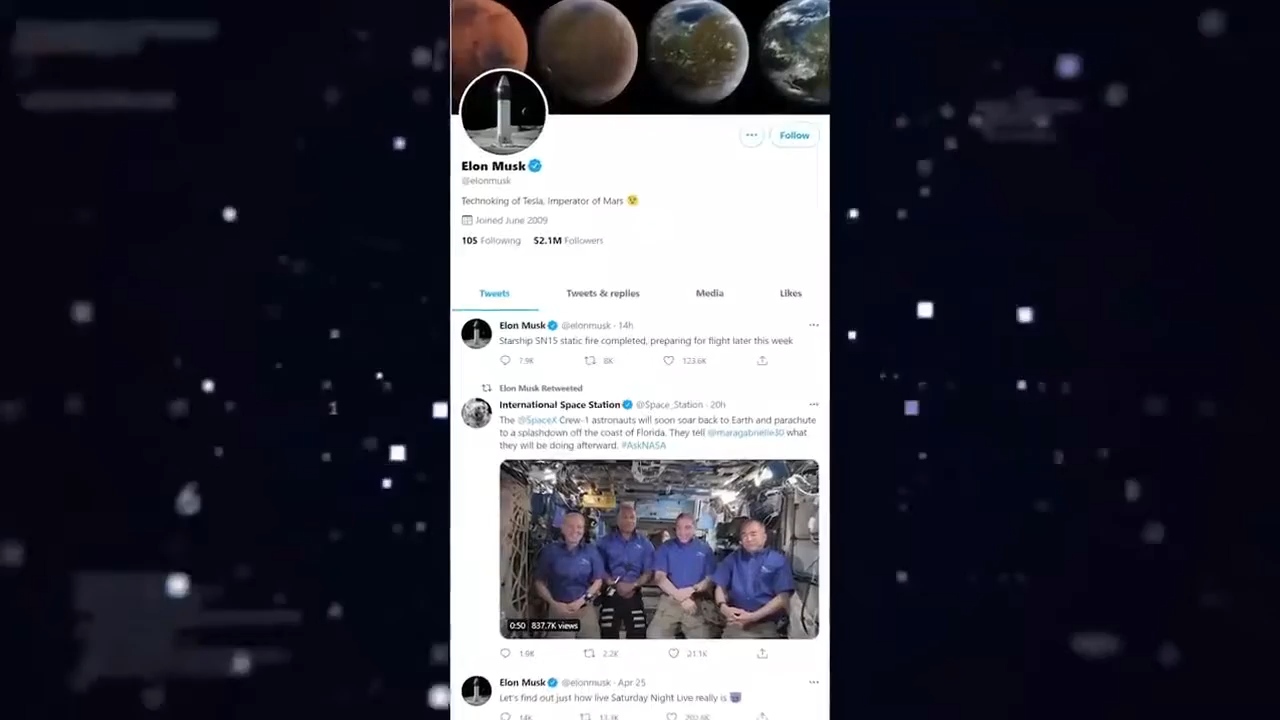 Follow
Elon Musk
@elonmusk
Technoking of Tesla, Imperator of Mars
Joined June 2009
105 Following 52.1M Followers
Tweets Tweets & replies Media Likes
Elon Musk @elonmusk · 14h
Starship SN15 static fire completed, preparing for flight later this week
7.9K 8K 123.6K
Elon Musk Retweeted
International Space Station @Space_Station · 20h
The @SpaceX Crew-1 astronauts will soon soar back to Earth and parachute
to a splashdown off the coast of Florida. They tell @maragabrielle30 what
they will be doing afterward. #AskNASA
0:50 837.7K views
1.9K 2.2K 21.1K
Elon Musk @elonmusk · Apr 25
Let's find out just how live Saturday Night Live really is
14K